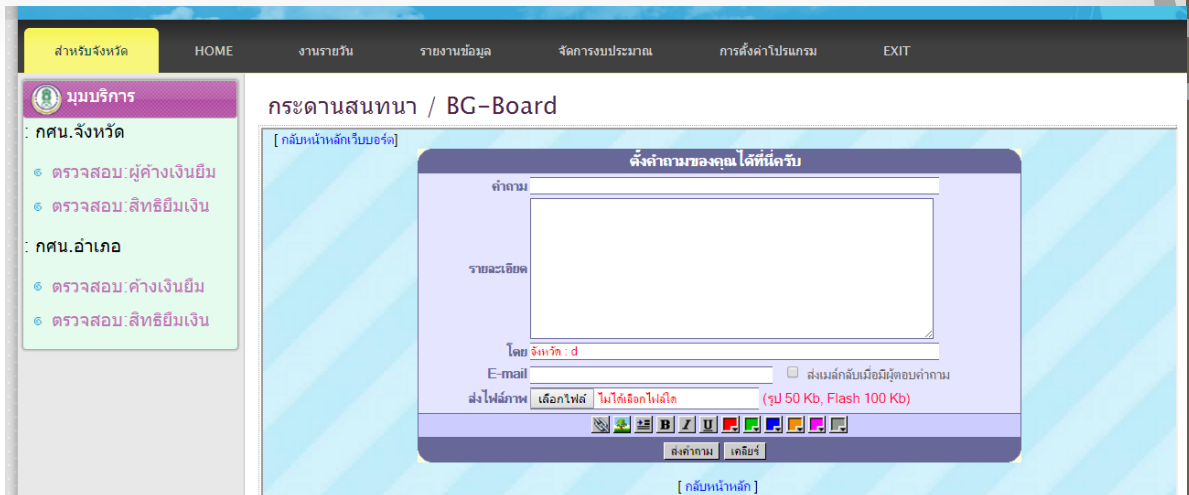 สำหรับจังหวัด HOME งานรายวัน รายงานข้อมูล จัดการงบประมาณ การตั้งค่าโปรแกรม EXIT
มุมบริการ
: กศน.จังหวัด
ตรวจสอบ:ผู้ค้างเงินยืม
ตรวจสอบ:สิทธิยืมเงิน
: กศน.อำเภอ
ตรวจสอบ:ค้างเงินยืม
ตรวจสอบ:สิทธิยืมเงิน
กระดานสนทนา / BG-Board
[ กลับหน้าหลักเว็บบอร์ด]
ตั้งคำถามของคุณได้ที่นี่ครับ
คำถาม
รายละเอียด
โดย จังหวัด : d
E-mail ส่งเมล์กลับเมื่อมีผู้ตอบคำถาม
ส่งไฟล์ภาพ เลือกไฟล์ ไม่ได้เลือกไฟล์ใด (รูป 50 Kb, Flash 100 Kb)
B I U
ส่งคำถาม เคลียร์
[ กลับหน้าหลัก ]